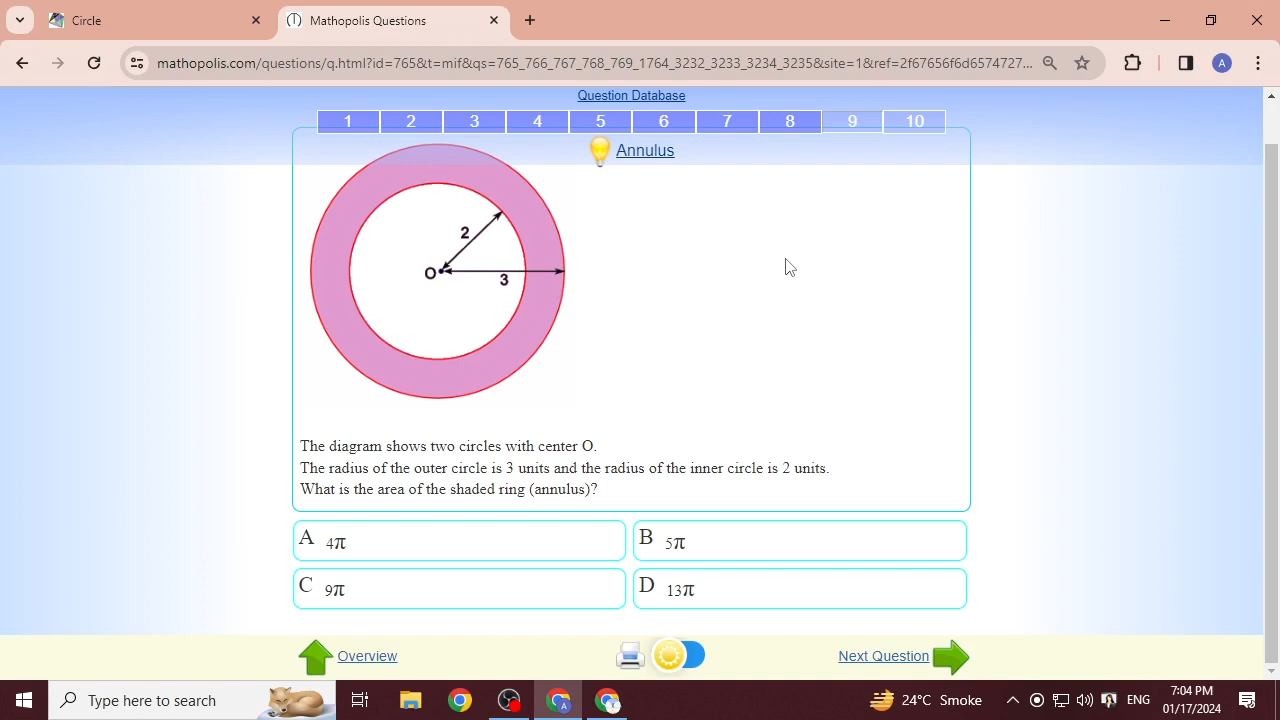 Circle
Mathopolis Questions
mathopolis.com/questions/q.html?id=765&t=mif&qs=765_766_767_768_769_1764_3232_3233_3234_3235&site=1&ref=2f67656f6d6574727...
A
Question Database
1 2 3 4 5 6 7 8 9 10
Annulus
2
O
3
The diagram shows two circles with center O.
The radius of the outer circle is 3 units and the radius of the inner circle is 2 units.
What is the area of the shaded ring (annulus)?
A 4π
B 5π
C 9π
D 13π
Overview
Next Question
Type here to search
24°C Smoke
ENG
7:04 PM
01/17/2024